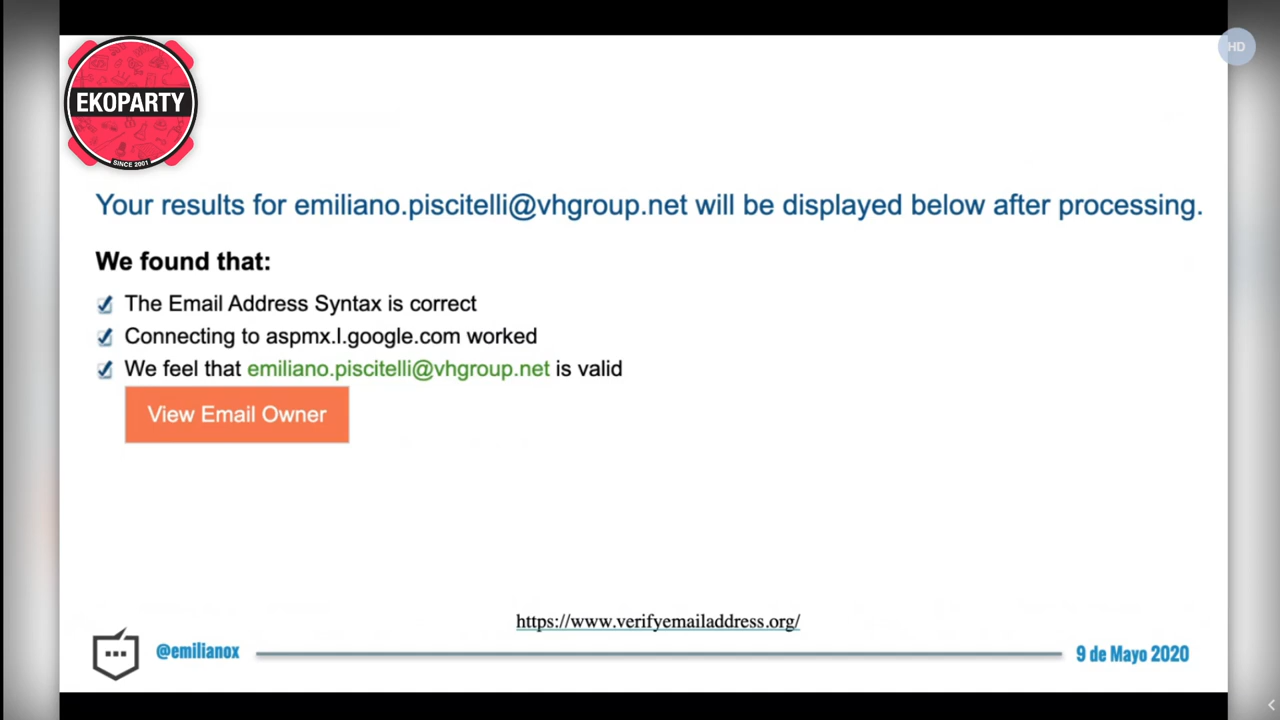 EKOPARTY
SINCE 2001
HD
Your results for emiliano.piscitelli@vhgroup.net will be displayed below after processing.
We found that:
The Email Address Syntax is correct
Connecting to aspmx.l.google.com worked
We feel that emiliano.piscitelli@vhgroup.net is valid
View Email Owner
https://www.verifyemailaddress.org/
@emilianox
9 de Mayo 2020